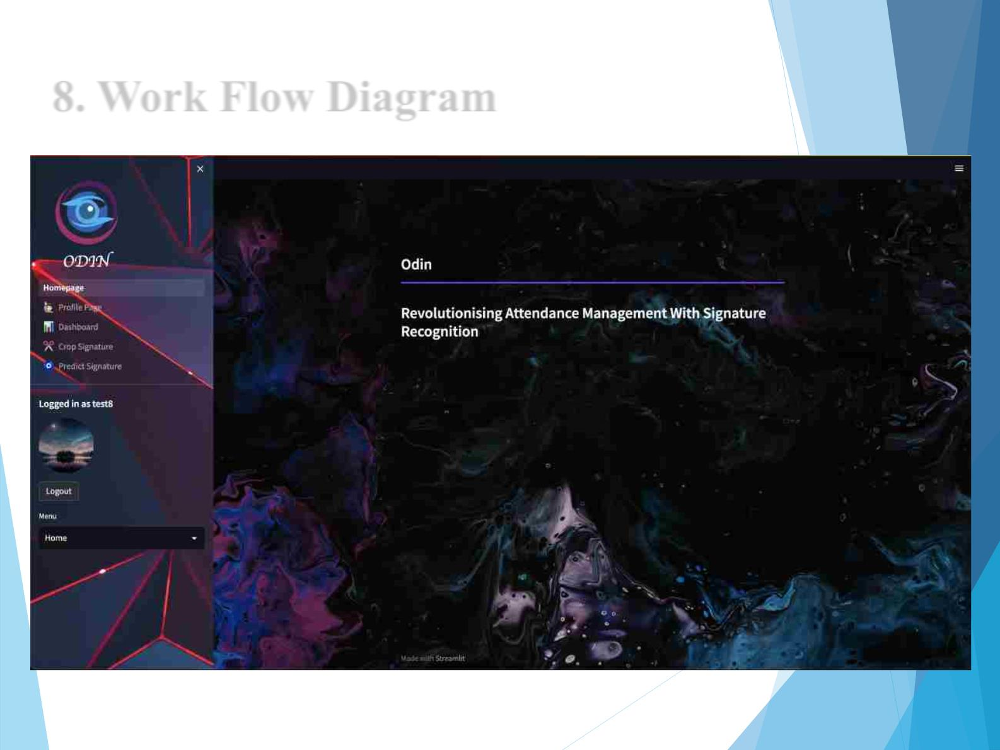 8. Work Flow Diagram
ODIN
Homepage
Profile Page
Dashboard
Crop Signature
Predict Signature
Logged in as test8
Logout
Menu
Home
Odin
Revolutionising Attendance Management With Signature
Recognition
Made with Streamlit